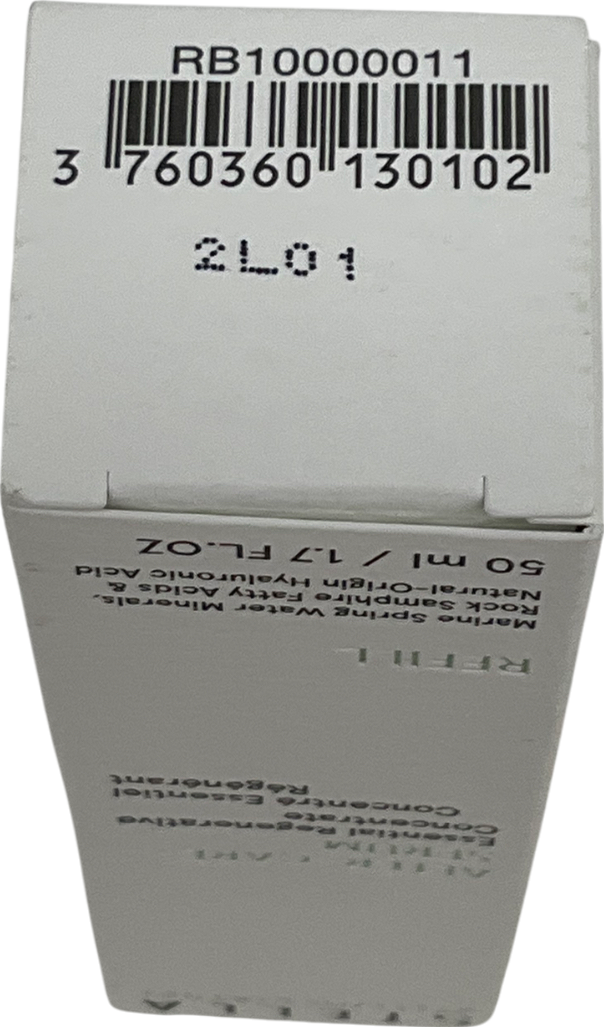 RB10000011
3 760360 130102
2L01
50 ml / 1.7 FL.OZ
Marine Spring Water Minerals,
Rock Samphire Fatty Acids &
Natural-Origin Hyaluronic Acid
REFILL
Essential Regenerative
Concentrate
Concentré Essentiel
Régénérant
SERUM